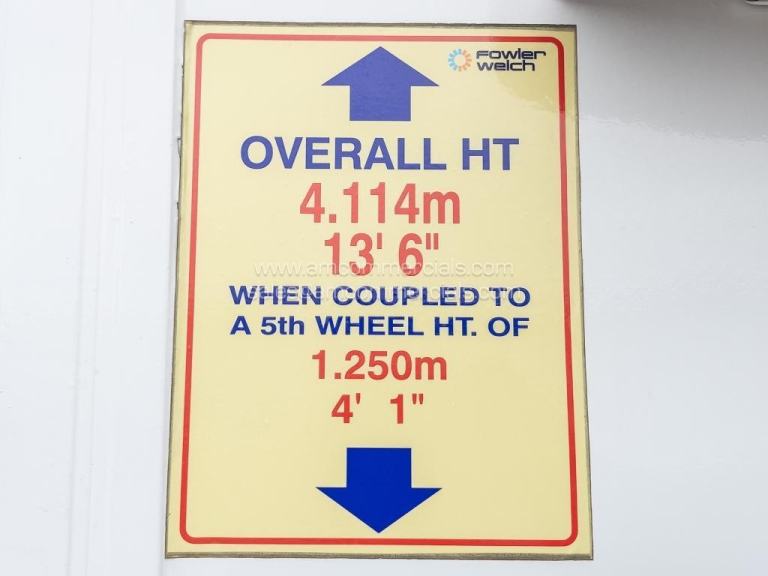 Fowler
welch
OVERALL HT
4.114m
13' 6"
www.amcommercials.com
WHEN COUPLED TO
A 5th WHEEL HT. OF
1.250m
4' 1"